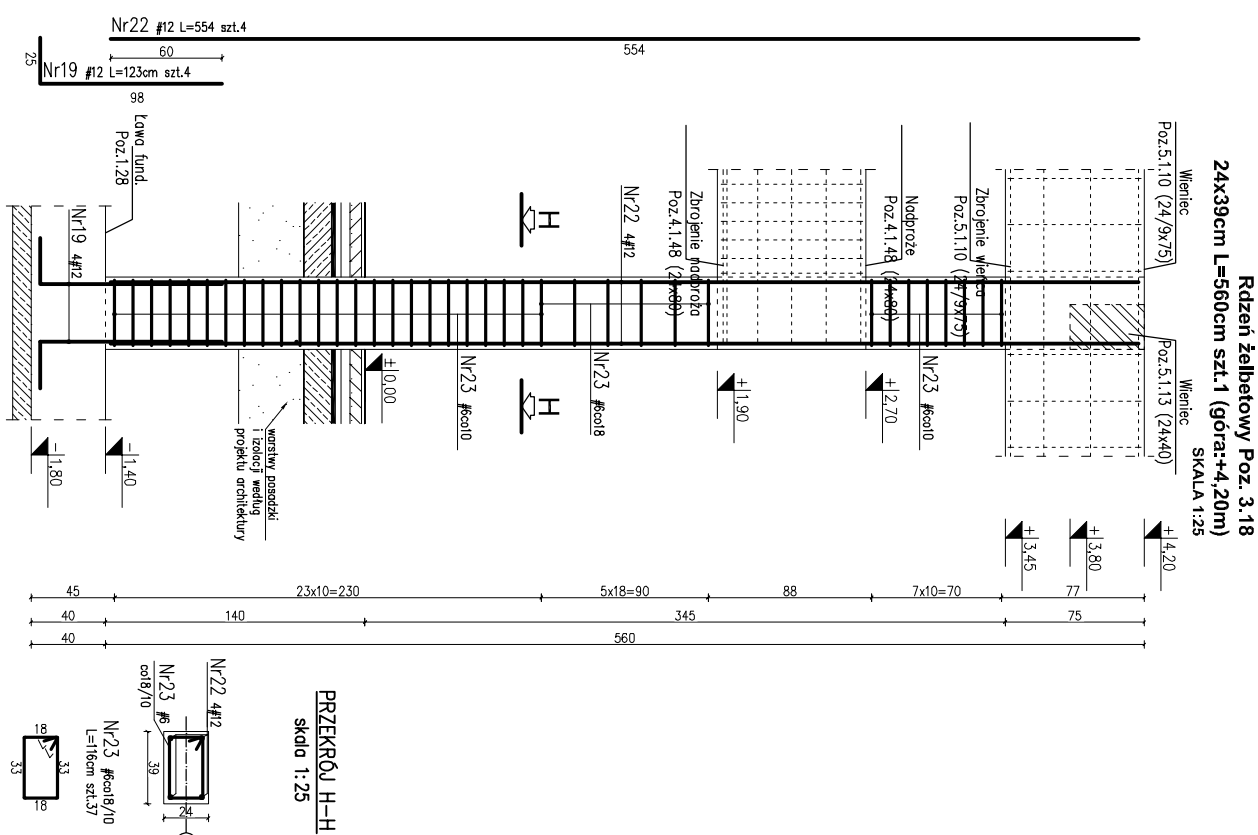 Rdzeń żelbetowy Poz. 3.18
24x39cm L=560cm szt.1 (góra:+4,20m)
SKALA 1:25
Nr22 #12 L=554 szt.4
554
60
Nr19 #12 L=123cm szt.4
25
98
Ława fund.
Poz.1.28
Nr19 4#12
Wieniec
Poz.5.1.10 (24/9x75)
Zbrojenie wieńca
Poz.5.1.10 (24/9x75)
Nadproże
Poz.4.1.48 (24x80)
Zbrojenie nadproża
Poz.4.1.48 (24x80)
Nr22 4#12
H
H
Wieniec
Poz.5.1.13 (24x40)
Nr23 #6co10
Nr23 #6co18
Nr23 #6co10
+4,20
+3,80
+3,45
+2,70
+1,90
±0,00
-1,40
-1,80
warstwy posadzki
i izolacji według
projektu architektury
45
23x10=230
5x18=90
88
7x10=70
77
40
140
345
75
40
560
PRZEKRÓJ H-H
skala 1:25
Nr22 4#12
Nr23 #6
co18/10
39
24
Nr23 #6co18/10
L=116cm szt.37
18
33
33
18